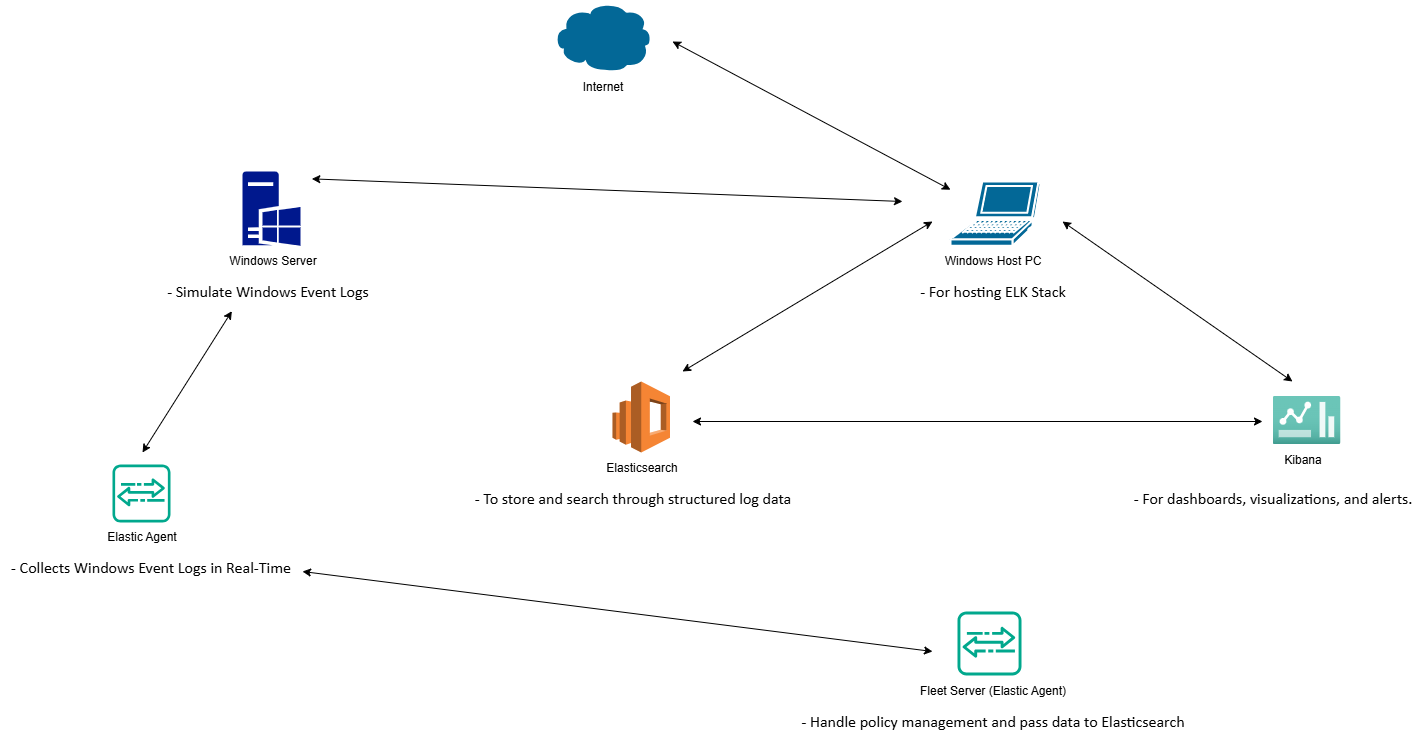 Internet
Windows Server
- Simulate Windows Event Logs
Windows Host PC
- For hosting ELK Stack
Elasticsearch
- To store and search through structured log data
Kibana
- For dashboards, visualizations, and alerts.
Elastic Agent
- Collects Windows Event Logs in Real-Time
Fleet Server (Elastic Agent)
- Handle policy management and pass data to Elasticsearch